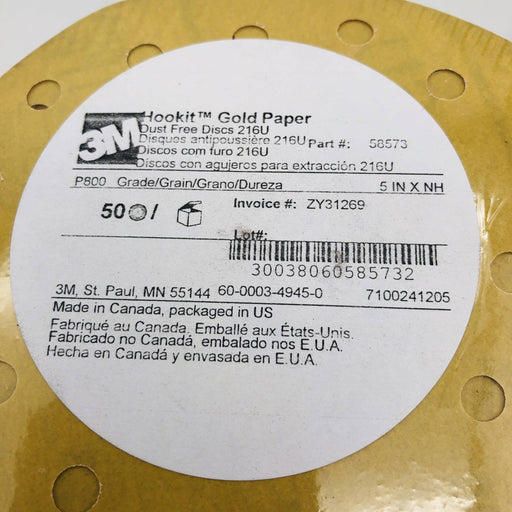 3M
Hookit™ Gold Paper
Dust Free Discs 216U
Disques antipoussière 216U Part #: 58573
Discos com furo 216U
Discos con agujeros para extracción 216U
P800 Grade/Grain/Grano/Dureza 5 IN X NH
50 / Invoice #: ZY31269
Lot#:
30038060585732
3M, St. Paul, MN 55144 60-0003-4945-0 7100241205
Made in Canada, packaged in US
Fabriqué au Canada. Emballé aux États-Unis.
Fabricado no Canadá, embalado nos E.U.A.
Hecha en Canadá y envasada en E.U.A.